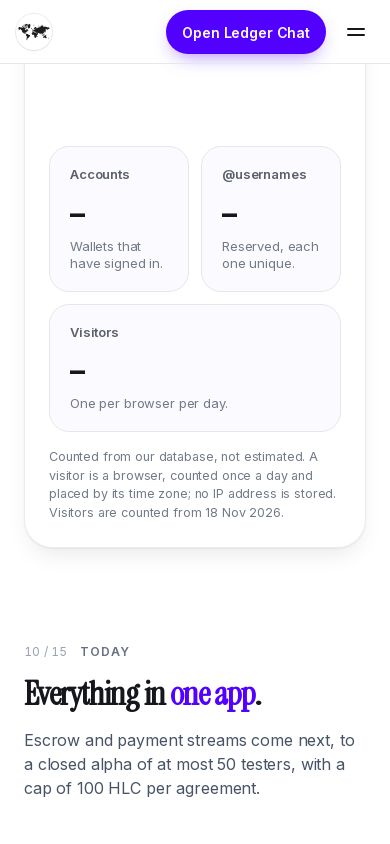 Open Ledger Chat
Accounts
–
Wallets that
have signed in.
@usernames
–
Reserved, each
one unique.
Visitors
–
One per browser per day.
Counted from our database, not estimated. A
visitor is a browser, counted once a day and
placed by its time zone; no IP address is stored.
Visitors are counted from 18 Nov 2026.
10 / 15 TODAY
Everything in one app.
Escrow and payment streams come next, to
a closed alpha of at most 50 testers, with a
cap of 100 HLC per agreement.